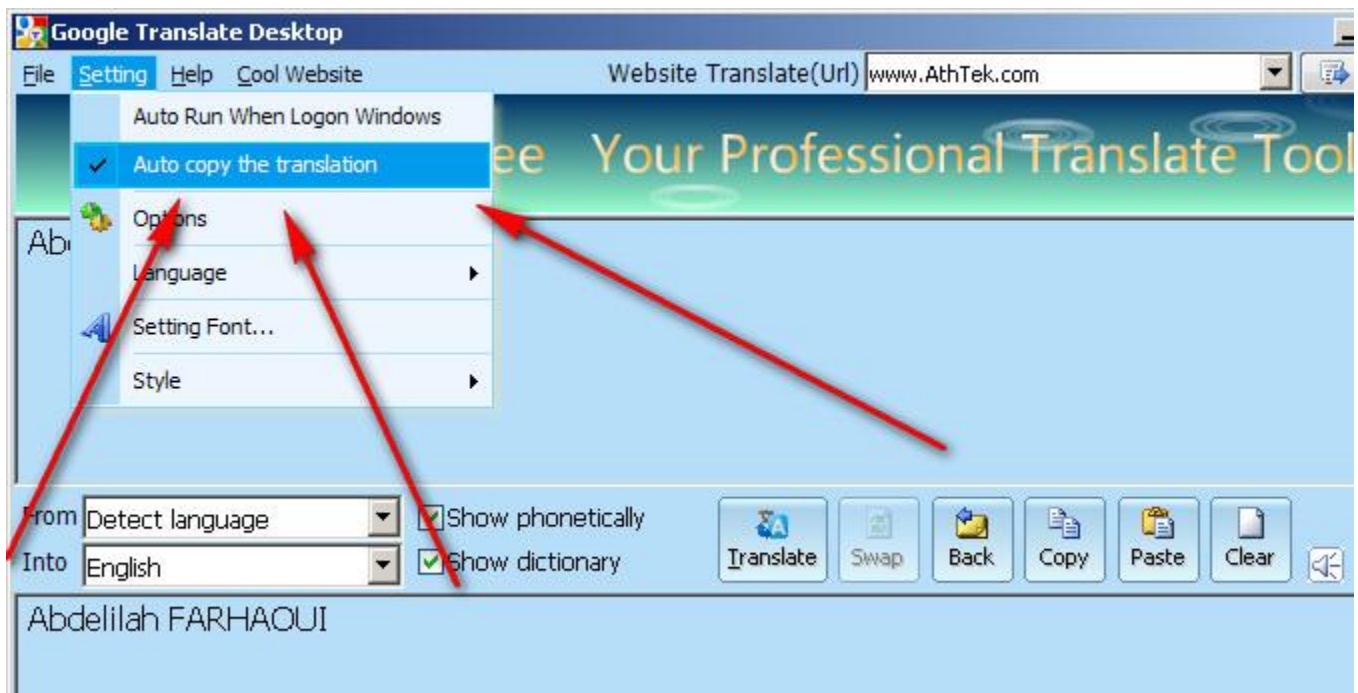 Google Translate Desktop
File Setting Help Cool Website Website Translate(Url) www.AthTek.com
Auto Run When Logon Windows
Your Professional Translate Tool
Auto copy the translation
Options
Language
Setting Font...
Style
From Detect language Show phonetically
Into English Show dictionary
Translate Swap Back Copy Paste Clear
Abdelilah FARHAOUI